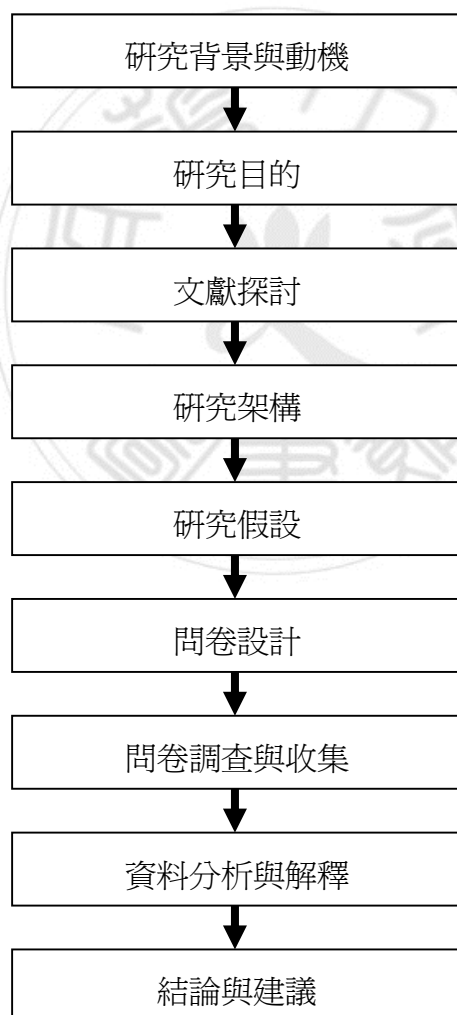 研究背景與動機
研究目的
文獻探討
研究架構
研究假設
問卷設計
問卷調查與收集
資料分析與解釋
結論與建議